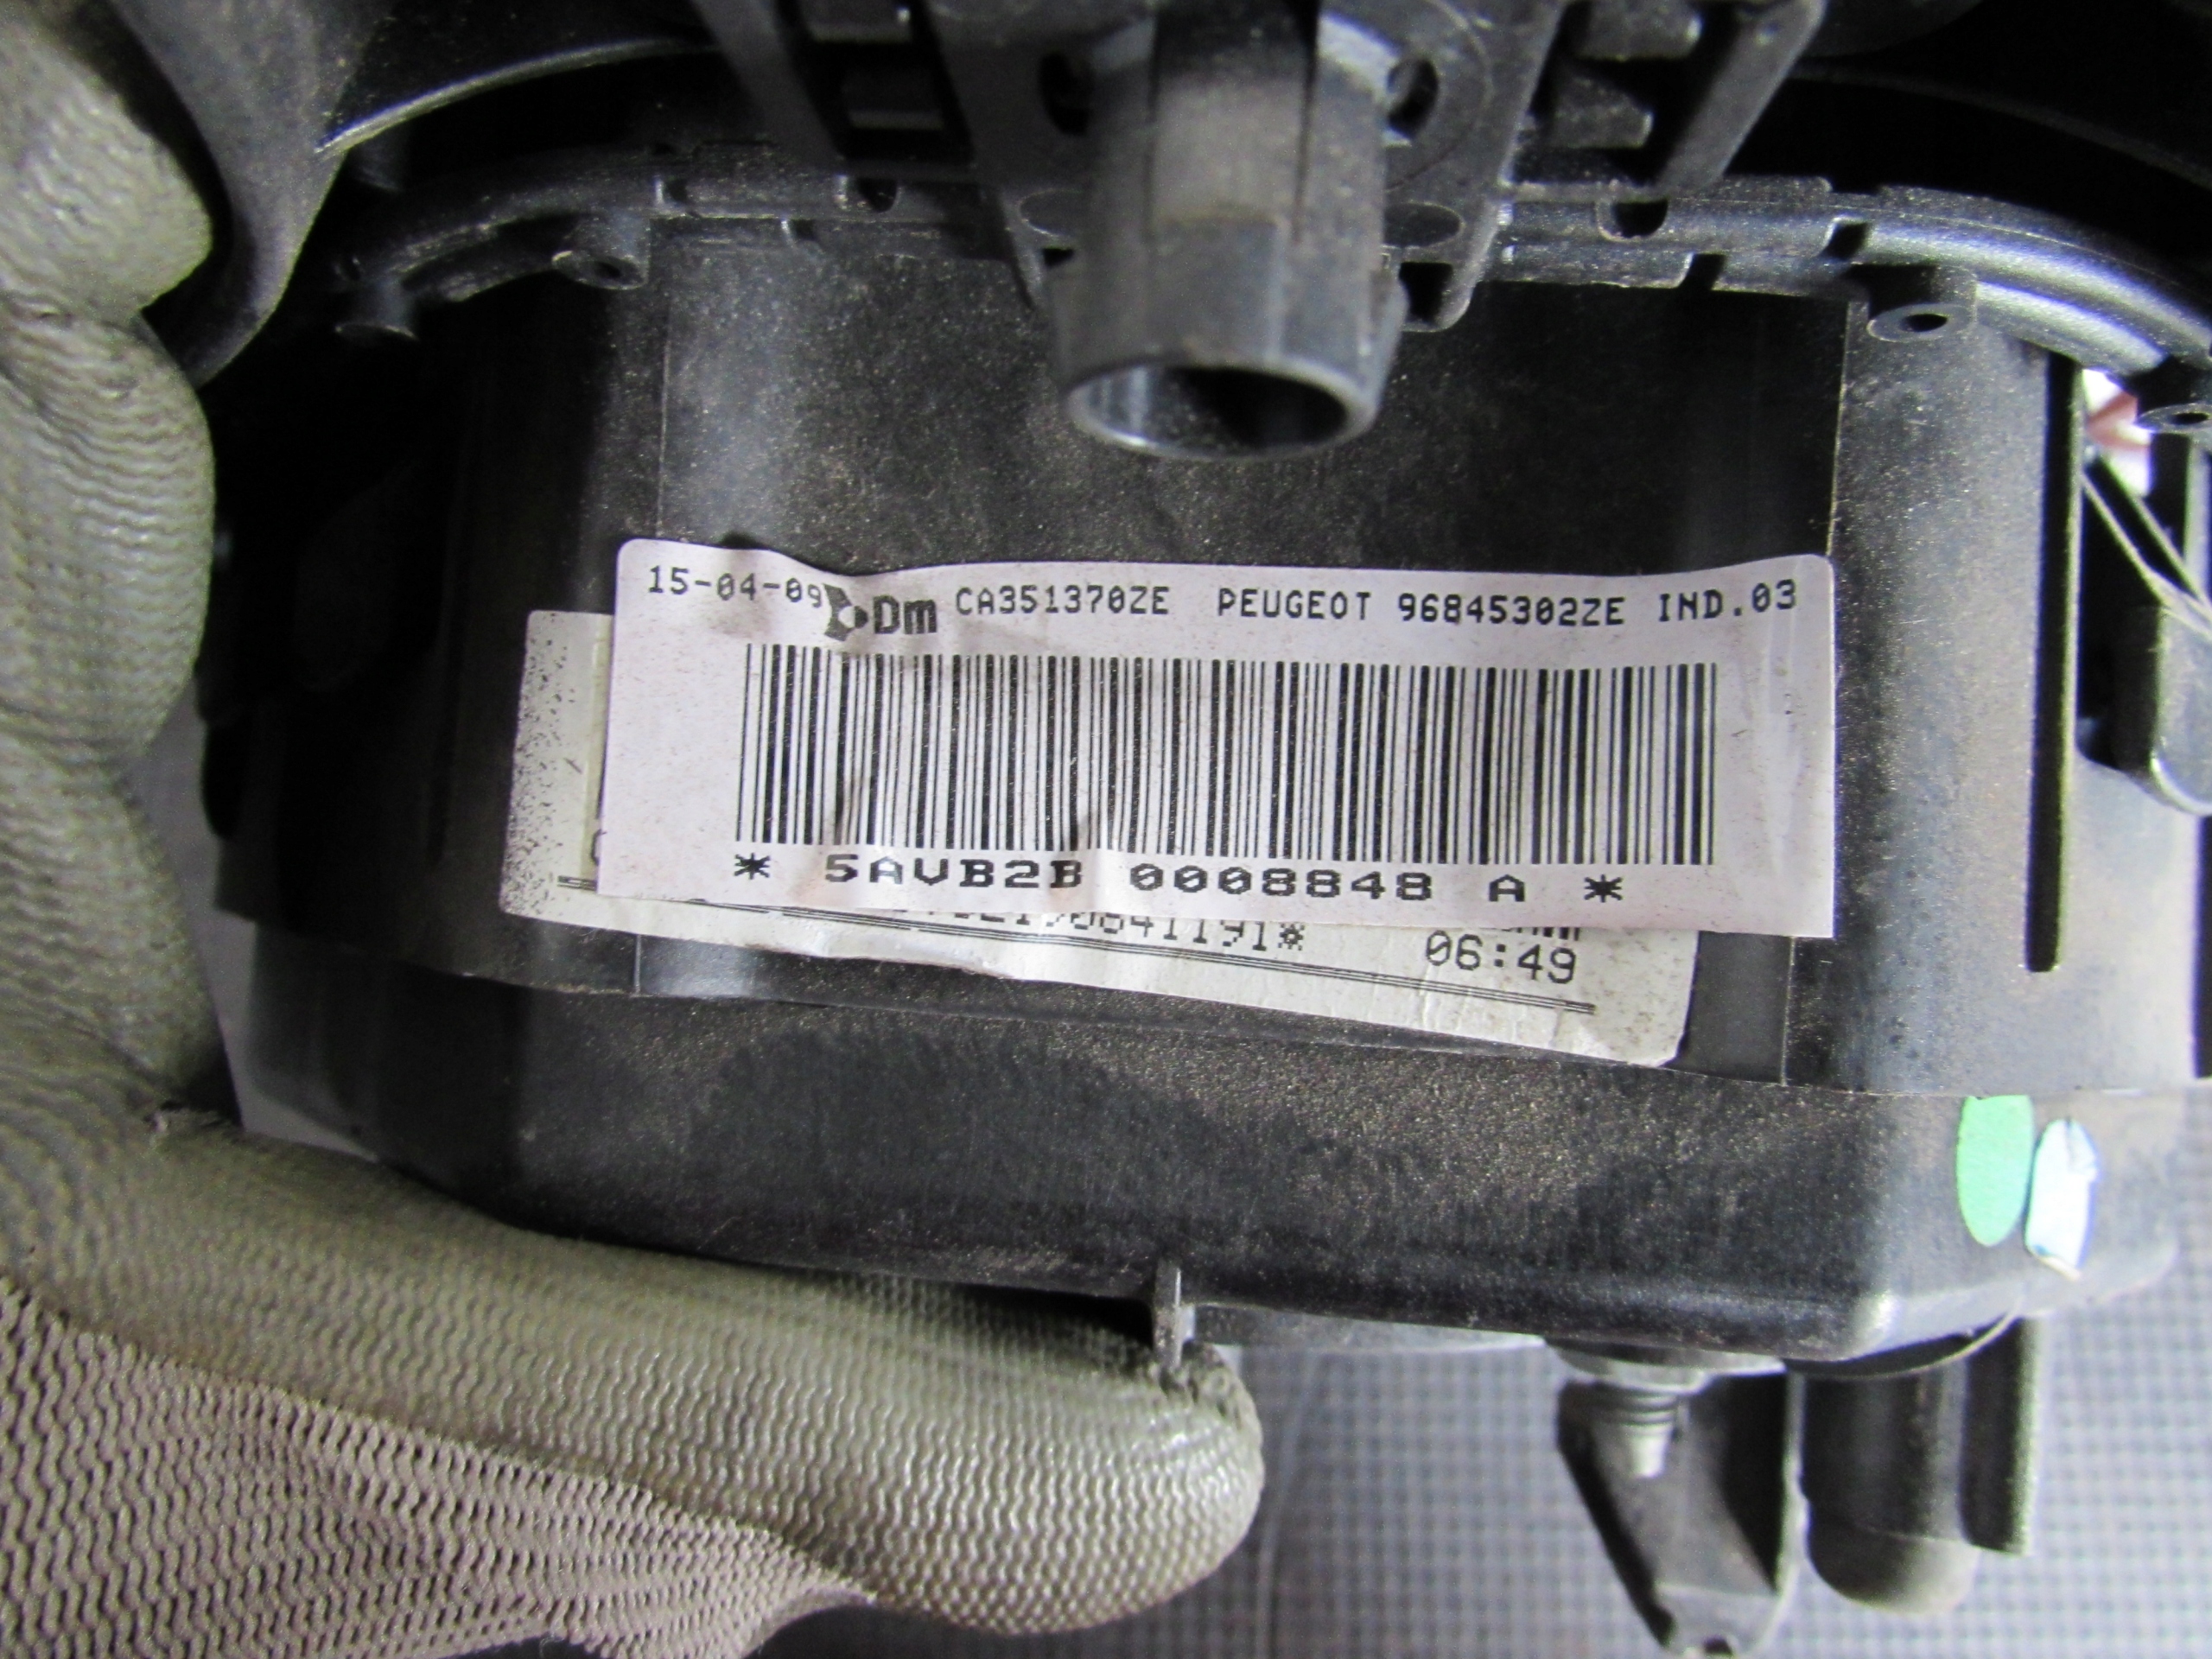 15-04-09 Dm CA351370ZE PEUGEOT 96845302ZE IND.03
* 5AVB2B 0008848 A *
06:49